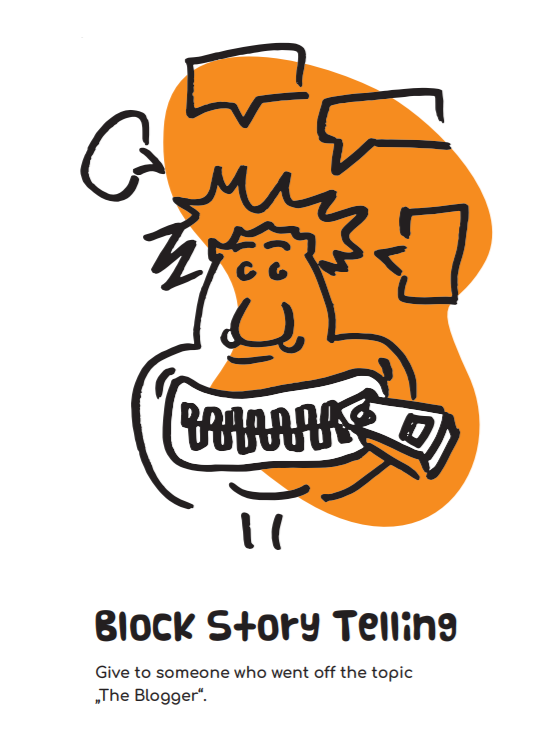 Block Story Telling
Give to someone who went off the topic
„The Blogger“.